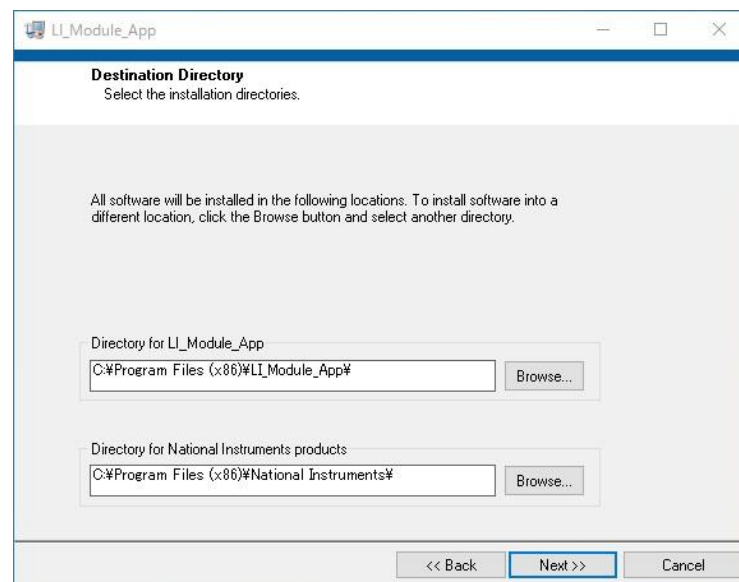 LI_Module_App
Destination Directory
Select the installation directories.
All software will be installed in the following locations. To install software into a
different location, click the Browse button and select another directory.
Directory for LI_Module_App
C:¥Program Files (x86)¥LI_Module_App¥
Browse...
Directory for National Instruments products
C:¥Program Files (x86)¥National Instruments¥
Browse...
<< Back
Next >>
Cancel